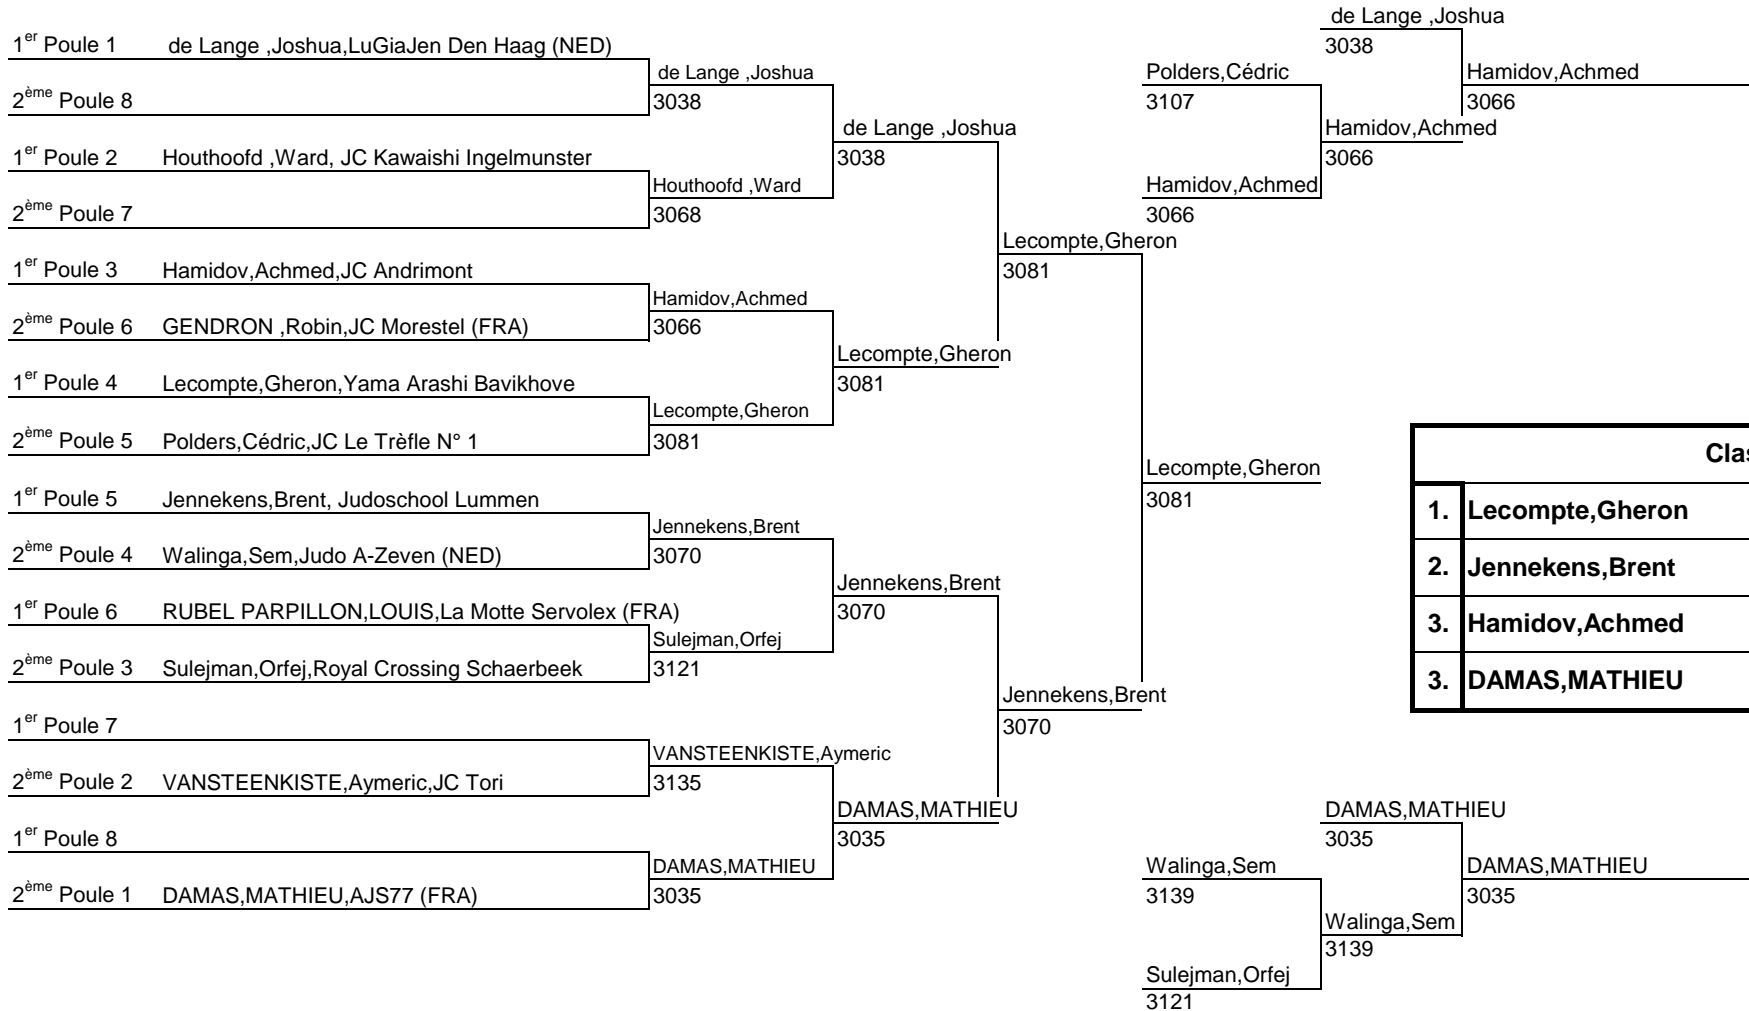 1er Poule 1 de Lange ,Joshua,LuGiaJen Den Haag (NED)
2ème Poule 8
1er Poule 2 Houthoofd ,Ward, JC Kawaishi Ingelmunster
2ème Poule 7
1er Poule 3 Hamidov,Achmed,JC Andrimont
2ème Poule 6 GENDRON ,Robin,JC Morestel (FRA)
1er Poule 4 Lecompte,Gheron,Yama Arashi Bavikhove
2ème Poule 5 Polders,Cédric,JC Le Trèfle N° 1
1er Poule 5 Jennekens,Brent, Judoschool Lummen
2ème Poule 4 Walinga,Sem,Judo A-Zeven (NED)
1er Poule 6 RUBEL PARPILLON,LOUIS,La Motte Servolex (FRA)
2ème Poule 3 Sulejman,Orfej,Royal Crossing Schaerbeek
1er Poule 7
2ème Poule 2 VANSTEENKISTE,Aymeric,JC Tori
1er Poule 8
2ème Poule 1 DAMAS,MATHIEU,AJS77 (FRA)
de Lange ,Joshua
3038
Houthoofd ,Ward
3068
Hamidov,Achmed
3066
Lecompte,Gheron
3081
Jennekens,Brent
3070
Sulejman,Orfej
3121
VANSTEENKISTE,Aymeric
3135
DAMAS,MATHIEU
3035
de Lange ,Joshua
3038
Lecompte,Gheron
3081
Jennekens,Brent
3070
DAMAS,MATHIEU
3035
Lecompte,Gheron
3081
Jennekens,Brent
3070
Lecompte,Gheron
3081
Polders,Cédric
3107
Hamidov,Achmed
3066
de Lange ,Joshua
3038
Hamidov,Achmed
3066
Hamidov,Achmed
3066
Clas
1. Lecompte,Gheron
2. Jennekens,Brent
3. Hamidov,Achmed
3. DAMAS,MATHIEU
Walinga,Sem
3139
Sulejman,Orfej
3121
DAMAS,MATHIEU
3035
Walinga,Sem
3139
DAMAS,MATHIEU
3035